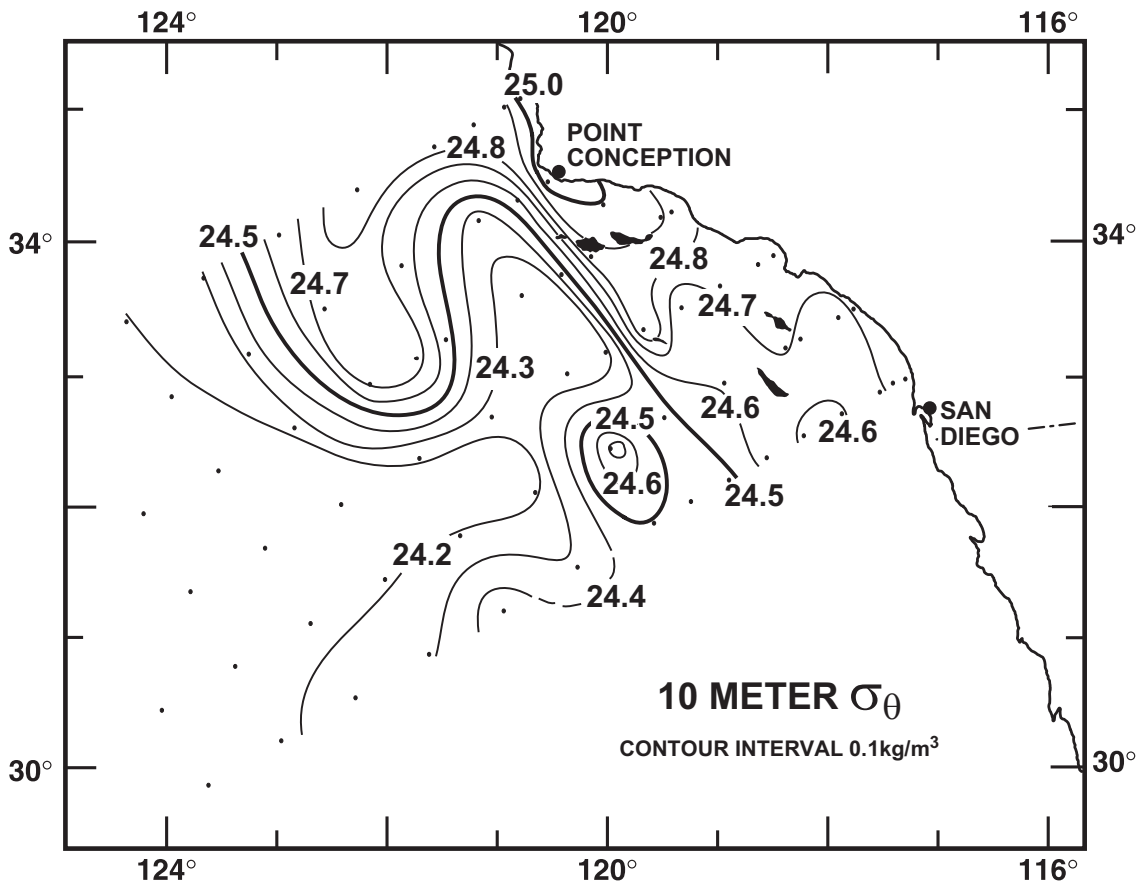 124° 120° 116°
25.0
POINT
CONCEPTION
24.8
24.5
34° 34°
24.8
24.7
24.7
24.3
24.6
24.5
SAN
DIEGO
24.6
24.6
24.5
24.2
24.4
10 METER σθ
CONTOUR INTERVAL 0.1kg/m³
30° 30°
124° 120° 116°